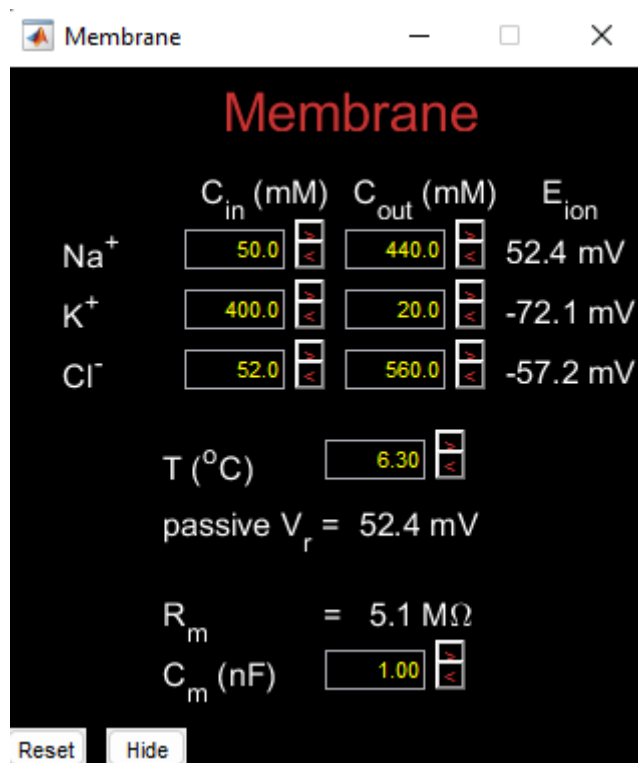 Membrane
Membrane
C_in (mM) C_out (mM) E_ion
Na⁺ 50.0 > < 440.0 > < 52.4 mV
K⁺ 400.0 > < 20.0 > < -72.1 mV
Cl⁻ 52.0 > < 560.0 > < -57.2 mV
T (°C) 6.30 > <
passive V_r = 52.4 mV
R_m = 5.1 MΩ
C_m (nF) 1.00 > <
Reset Hide